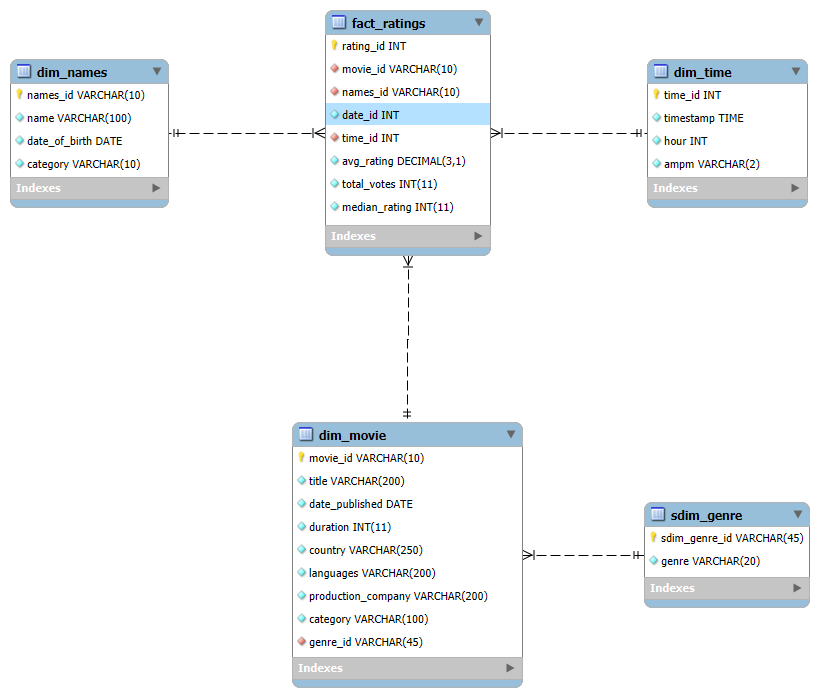 fact_ratings
rating_id INT
movie_id VARCHAR(10)
names_id VARCHAR(10)
date_id INT
time_id INT
avg_rating DECIMAL(3,1)
total_votes INT(11)
median_rating INT(11)
Indexes
dim_names
names_id VARCHAR(10)
name VARCHAR(100)
date_of_birth DATE
category VARCHAR(10)
Indexes
dim_time
time_id INT
timestamp TIME
hour INT
ampm VARCHAR(2)
Indexes
dim_movie
movie_id VARCHAR(10)
title VARCHAR(200)
date_published DATE
duration INT(11)
country VARCHAR(250)
languages VARCHAR(200)
production_company VARCHAR(200)
category VARCHAR(100)
genre_id VARCHAR(45)
Indexes
sdim_genre
sdim_genre_id VARCHAR(45)
genre VARCHAR(20)
Indexes